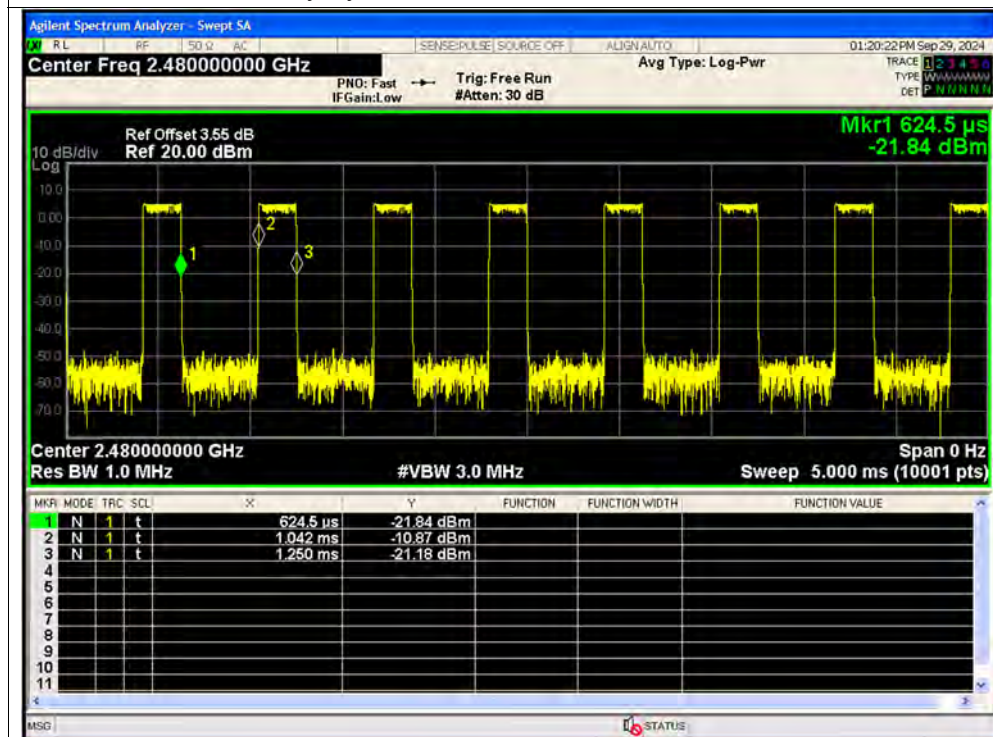 Agilent Spectrum Analyzer - Swept SA
RL RF 50 Ω AC SENSE:PULSE SOURCE OFF ALIGN AUTO 01:20:22 PM Sep 29, 2024
Center Freq 2.480000000 GHz Avg Type: Log-Pwr TRACE 1 2 3 4 5 6
PNO: Fast Trig: Free Run TYPE WWWWWW
IFGain:Low #Atten: 30 dB DET P N N N N N
Mkr1 624.5 µs
-21.84 dBm
Ref Offset 3.55 dB
10 dB/div Ref 20.00 dBm
Log
10.0
0.00
-10.0
-20.0
-30.0
-40.0
-50.0
-60.0
-70.0
1
2
3
Center 2.480000000 GHz Span 0 Hz
Res BW 1.0 MHz #VBW 3.0 MHz Sweep 5.000 ms (10001 pts)
MKR MODE TRC SCL X Y FUNCTION FUNCTION WIDTH FUNCTION VALUE
1 N 1 t 624.5 µs -21.84 dBm
2 N 1 t 1.042 ms -10.87 dBm
3 N 1 t 1.250 ms -21.18 dBm
4
5
6
7
8
9
10
11
MSG STATUS